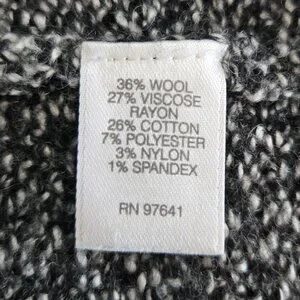 36% WOOL
27% VISCOSE
RAYON
26% COTTON
7% POLYESTER
3% NYLON
1% SPANDEX
RN 97641